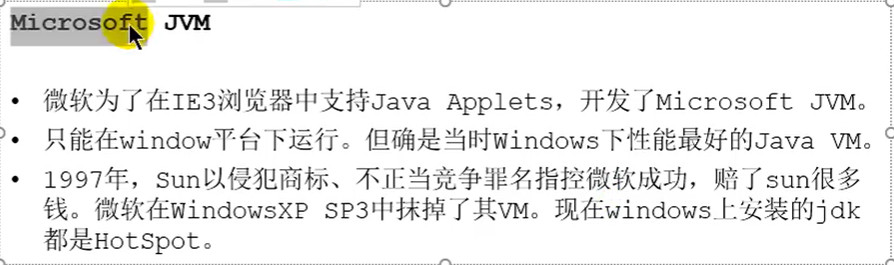 Microsoft JVM
• 微软为了在IE3浏览器中支持Java Applets，开发了Microsoft JVM。
• 只能在window平台下运行。但确是当时Windows下性能最好的Java VM。
• 1997年，Sun以侵犯商标、不正当竞争罪名指控微软成功，赔了sun很多
钱。微软在WindowsXP SP3中抹掉了其VM。现在windows上安装的jdk
都是HotSpot。